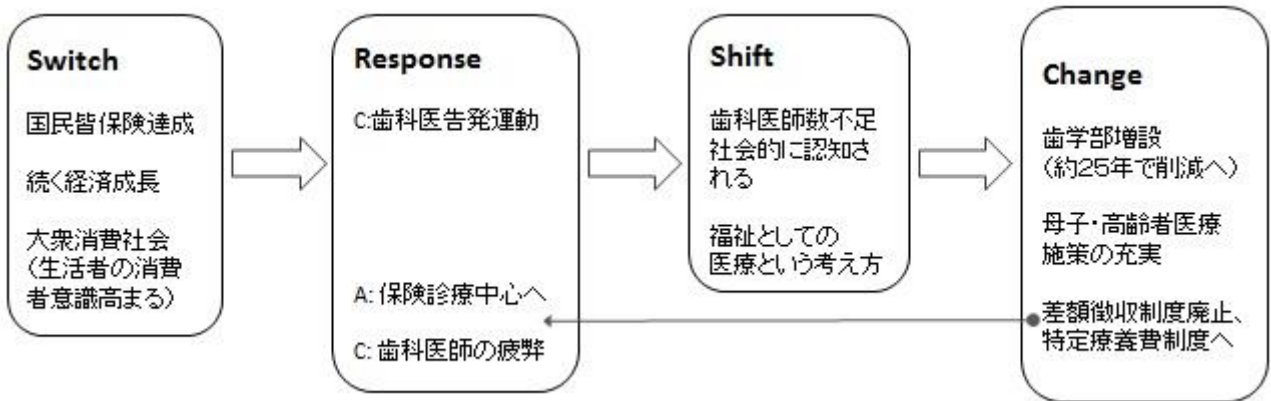 Switch
国民皆保険達成
続く経済成長
大衆消費社会
(生活者の消費
者意識高まる)
Response
C:歯科医告発運動
A: 保険診療中心へ
C: 歯科医師の疲弊
Shift
歯科医師数不足
社会的に認知さ
れる
福祉としての
医療という考え方
Change
歯学部増設
(約25年で削減へ)
母子・高齢者医療
施策の充実
差額徴収制度廃止、
特定療養費制度へ